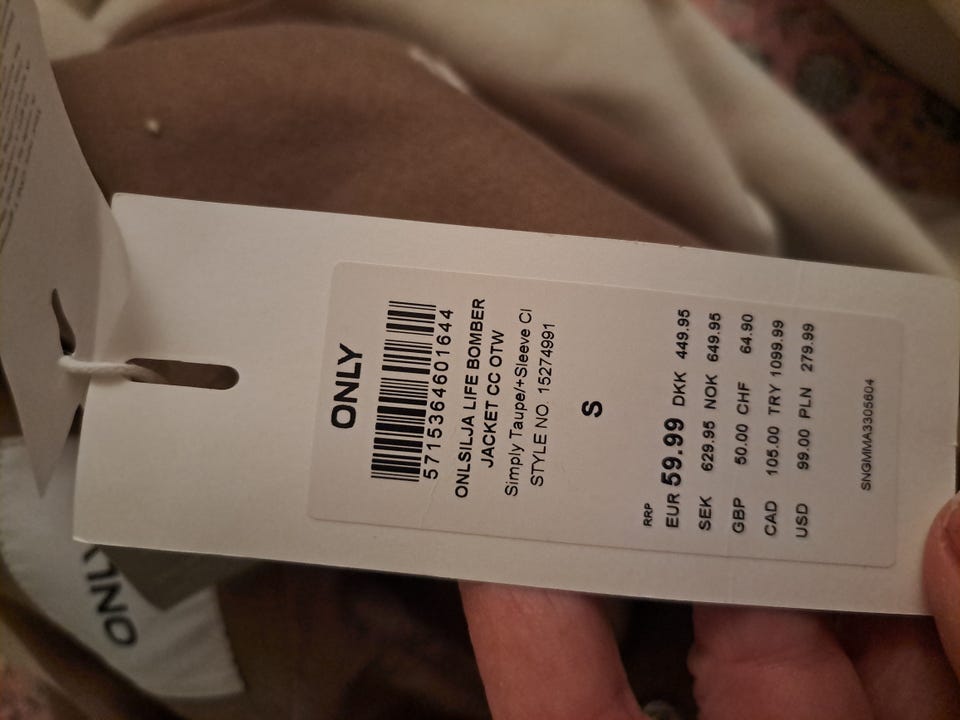 ONLY
5715364601644
ONLSILJA LIFE BOMBER
JACKET CC OTW
Simply Taupe/+Sleeve Cl
STYLE NO. 15274991
S
RRP
EUR 59.99 DKK 449.95
SEK 629.95 NOK 649.95
GBP 50.00 CHF 64.90
CAD 105.00 TRY 1099.99
USD 99.00 PLN 279.99
SNGMMA3305604
ONLY